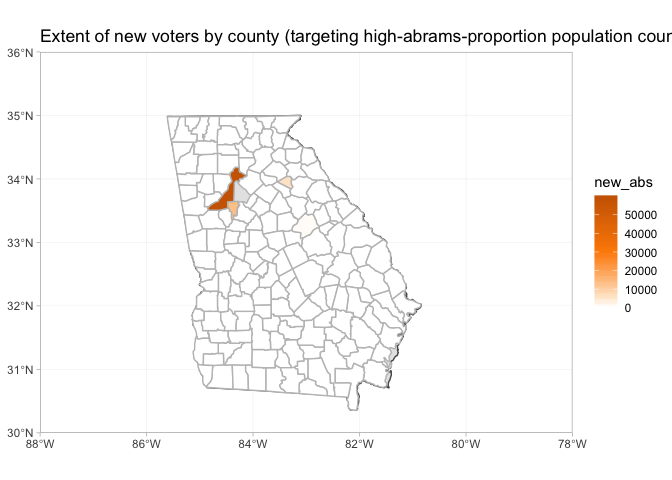 Extent of new voters by county (targeting high-abrams-proportion population coun
36°N
35°N
34°N
33°N
32°N
31°N
30°N
88°W
86°W
84°W
82°W
80°W
78°W
new_abs
50000
40000
30000
20000
10000
0